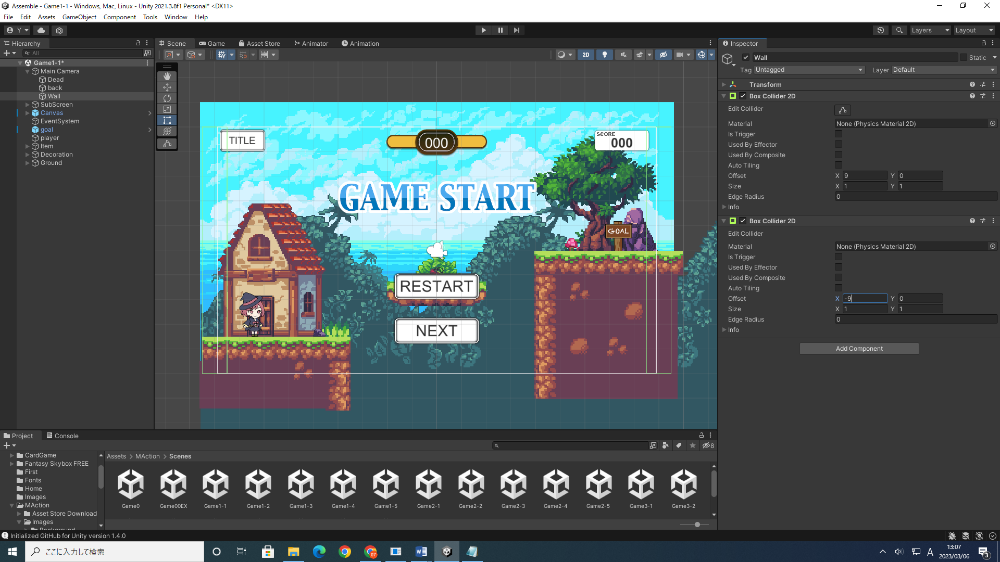 Assemble - Game1-1 - Windows, Mac, Linux - Unity 2021.3.8f1 Personal* <DX11>
File Edit Assets GameObject Component Tools Window Help
Y Layers Layout
Hierarchy
All
Game1-1*
Main Camera
Dead
back
Wall
SubScreen
Canvas
EventSystem
goal
player
Item
Decoration
Ground
Scene Game Asset Store Animator Animation
2D
TITLE
000
SCORE
000
GAME START
GOAL
RESTART
NEXT
Inspector
Wall Static
Tag Untagged Layer Default
Transform
Box Collider 2D
Edit Collider
Material None (Physics Material 2D)
Is Trigger
Used By Effector
Used By Composite
Auto Tiling
Offset X 9 Y 0
Size X 1 Y 1
Edge Radius 0
Info
Box Collider 2D
Edit Collider
Material None (Physics Material 2D)
Is Trigger
Used By Effector
Used By Composite
Auto Tiling
Offset X -9 Y 0
Size X 1 Y 1
Edge Radius 0
Info
Add Component
Project Console
8
CardGame
Fantasy Skybox FREE
First
Fonts
Home
Images
MAction
Asset Store Download
Images
Background
Assets > MAction > Scenes
Game0 Game00EX Game1-1 Game1-2 Game1-3 Game1-4 Game1-5 Game2-1 Game2-2 Game2-3 Game2-4 Game2-5 Game3-1 Game3-2
Initialized GitHub for Unity version 1.4.0
ここに入力して検索
07
W
A
13:07
2023/03/06
3